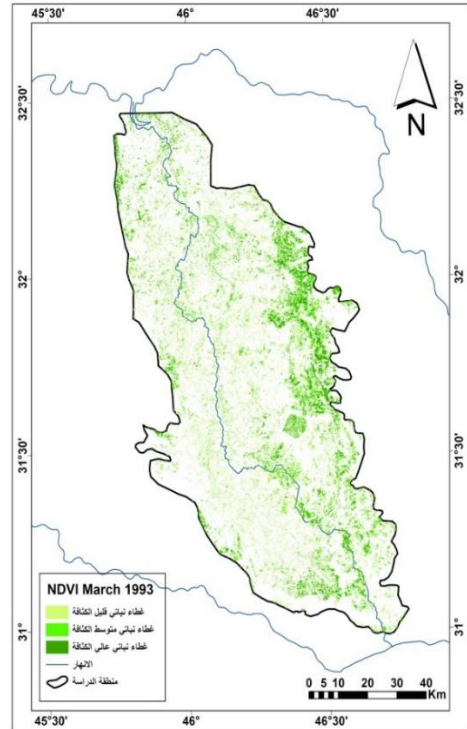 45°30' 46° 46°30'
32°30' 32°30'
N
32° 32°
31°30' 31°30'
NDVI March 1993
غطاء نباتي قليل الكثافة
غطاء نباتي متوسط الكثافة
غطاء نباتي عالي الكثافة
الانهار
منطقة الدراسة
31° 31°
0 5 10 20 30 40
Km
45°30' 46° 46°30'